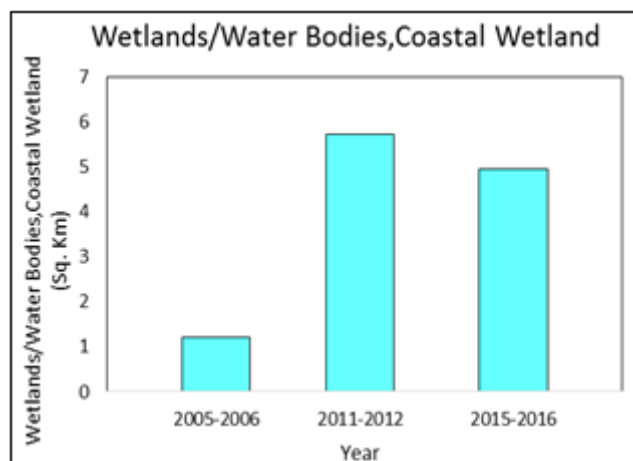 Wetlands/Water Bodies,Coastal Wetland
Wetlands/Water Bodies,Coastal Wetland
(Sq. Km)
7
6
5
4
3
2
1
0
2005-2006 2011-2012 2015-2016
Year